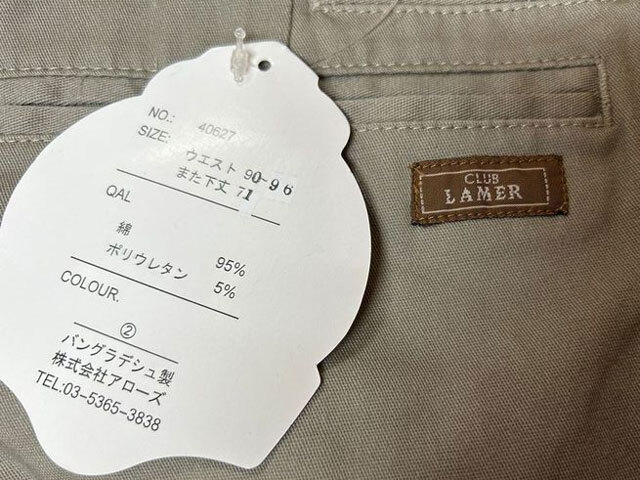 NO.: 40627
SIZE:
ウエスト 90-96
また下丈 71
QAL
綿 95%
ポリウレタン 5%
COLOUR.
②
バングラデシュ製
株式会社アローズ
TEL:03-5365-3838
CLUB
LAMER